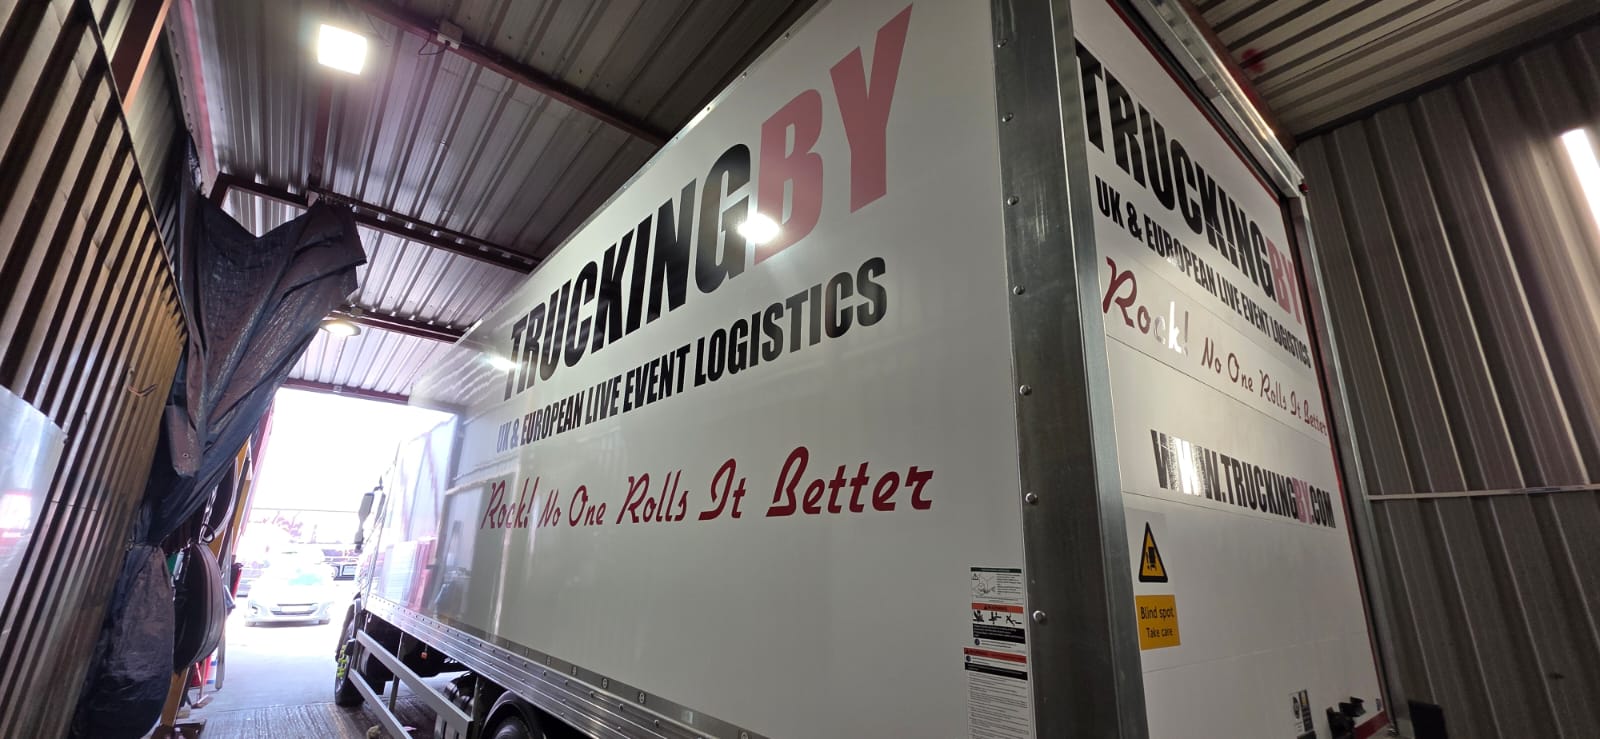 TRUCKINGBY
UK & EUROPEAN LIVE EVENT LOGISTICS
Rock! No One Rolls It Better
TRUCKINGBY
UK & EUROPEAN LIVE EVENT LOGISTICS
Rock! No One Rolls It Better
WWW.TRUCKINGBY.COM
Blind spot
Take care